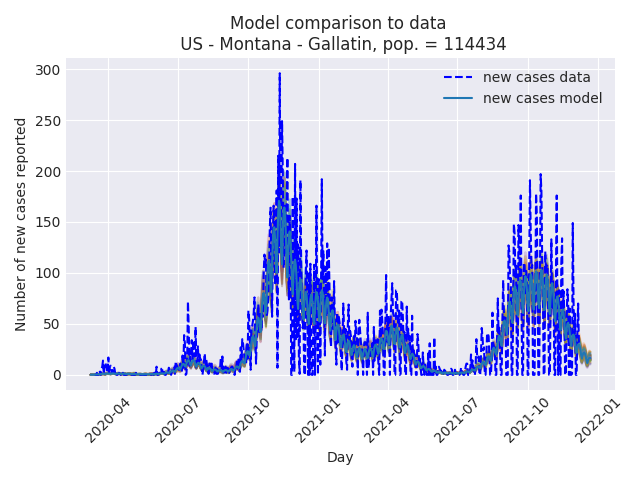 Model comparison to data
US - Montana - Gallatin, pop. = 114434
new cases data
new cases model
Number of new cases reported
300
250
200
150
100
50
0
2020-04
2020-07
2020-10
2021-01
2021-04
2021-07
2021-10
2022-01
Day